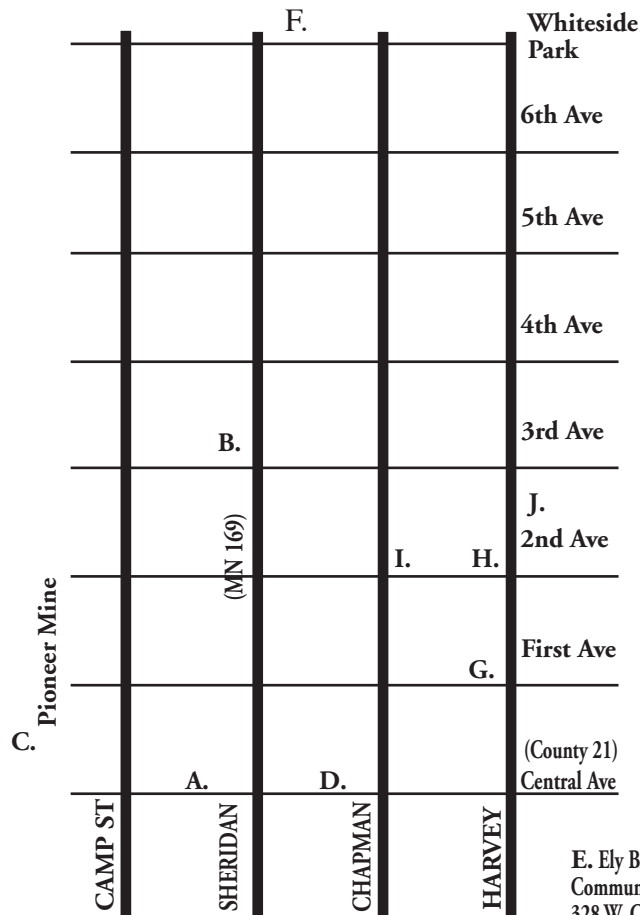 F.
Whiteside
Park
6th Ave
5th Ave
4th Ave
3rd Ave
B.
J.
(MN 169)
2nd Ave
I.
H.
Pioneer Mine
First Ave
G.
C.
(County 21)
A.
D.
Central Ave
CAMP ST
SHERIDAN
CHAPMAN
HARVEY
E. Ely B
Commun
328 W. C